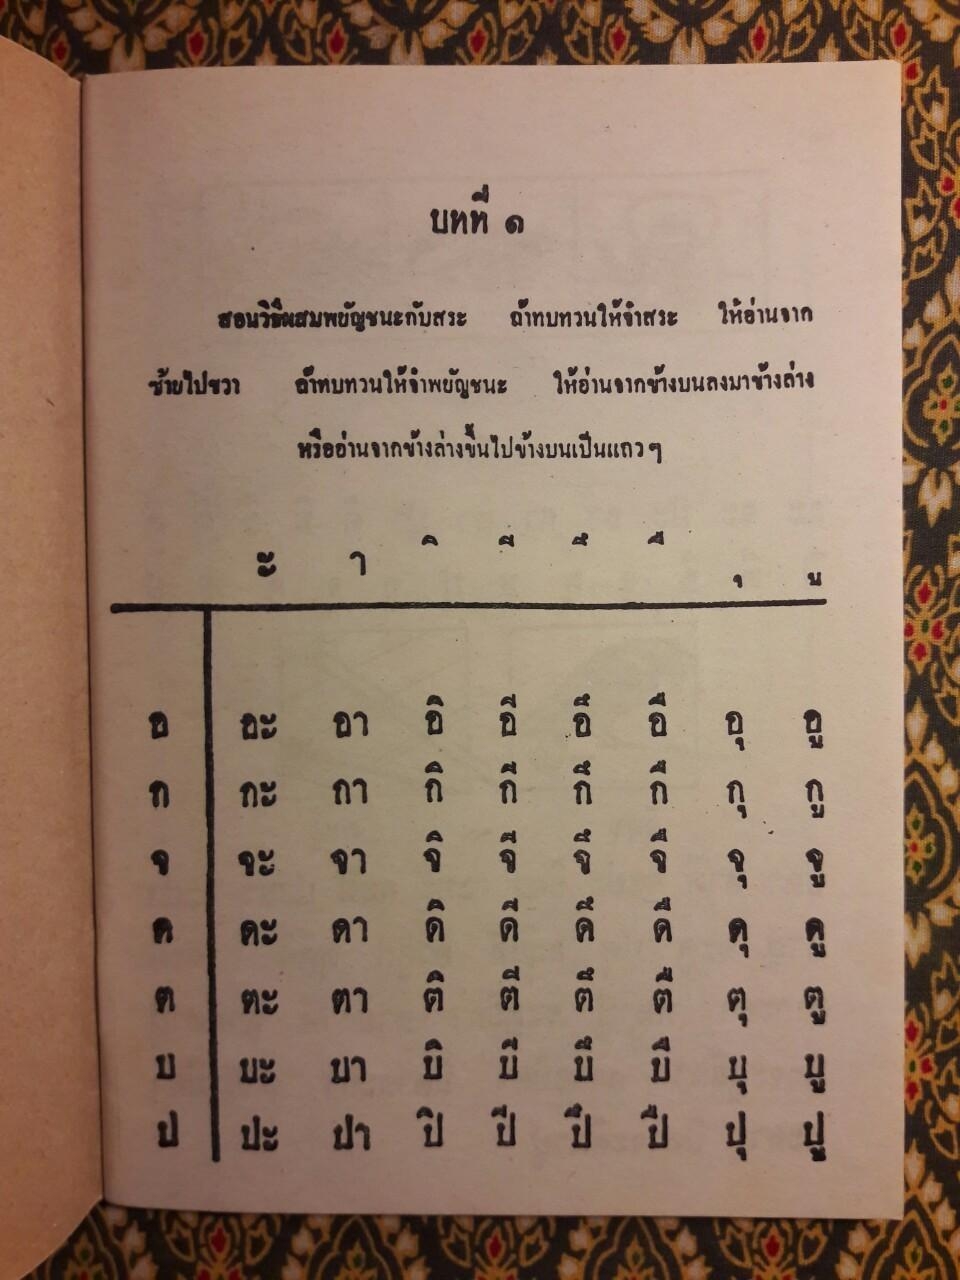 บทที่ ๑
สอนวิธีผสมพยัญชนะกับสระ ถ้าทบทวนให้จำสระ ให้อ่านจาก
ซ้ายไปขวา ถ้าทบทวนให้จำพยัญชนะ ให้อ่านจากข้างบนลงมาข้างล่าง
หรืออ่านจากข้างล่างขึ้นไปข้างบนเป็นแถวๆ
ะ า ิ ี ึ ื ุ ู
อ อะ อา อิ อี อึ อื อุ อู
ก กะ กา กิ กี กึ กื กุ กู
จ จะ จา จิ จี จึ จื จุ จู
ด ดะ ดา ดิ ดี ดึ ดื ดุ ดู
ต ตะ ตา ติ ตี ตึ ตื ตุ ตู
บ บะ บา บิ บี บึ บื บุ บู
ป ปะ ปา ปิ ปี ปึ ปื ปุ ปู